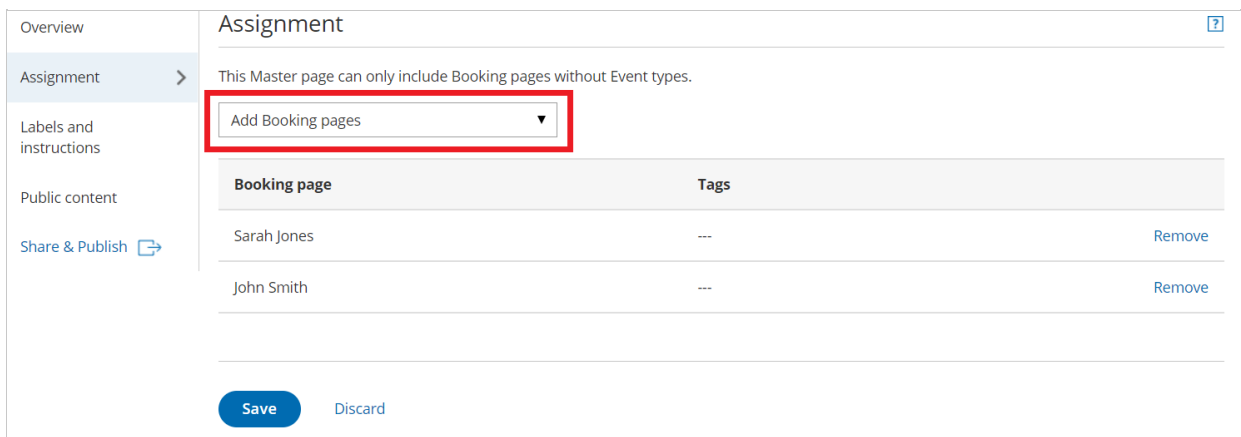 Overview
Assignment
Labels and
instructions
Public content
Share & Publish
Assignment
?
This Master page can only include Booking pages without Event types.
Add Booking pages
Booking page Tags
Sarah Jones --- Remove
John Smith --- Remove
Save Discard